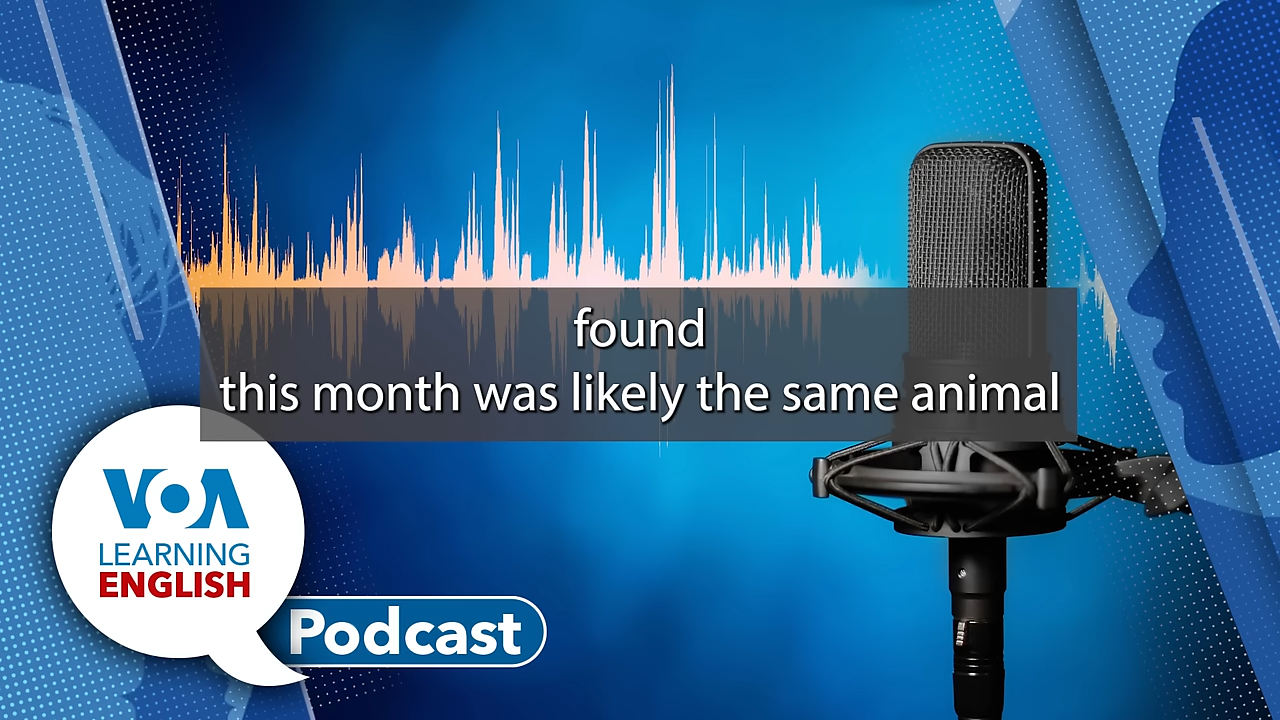 found
this month was likely the same animal
VOA
LEARNING
ENGLISH
Podcast